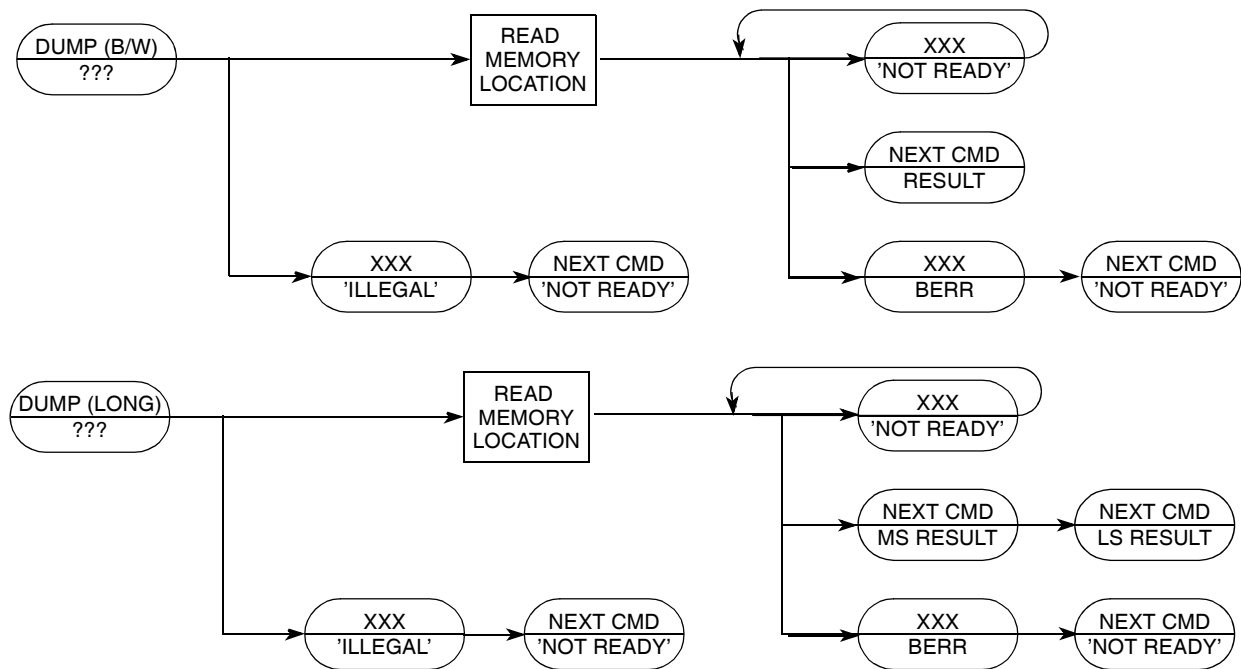 DUMP (B/W)
???
READ
MEMORY
LOCATION
XXX
'NOT READY'
NEXT CMD
RESULT
XXX
'ILLEGAL'
NEXT CMD
'NOT READY'
XXX
BERR
NEXT CMD
'NOT READY'
DUMP (LONG)
???
READ
MEMORY
LOCATION
XXX
'NOT READY'
NEXT CMD
MS RESULT
NEXT CMD
LS RESULT
XXX
'ILLEGAL'
NEXT CMD
'NOT READY'
XXX
BERR
NEXT CMD
'NOT READY'